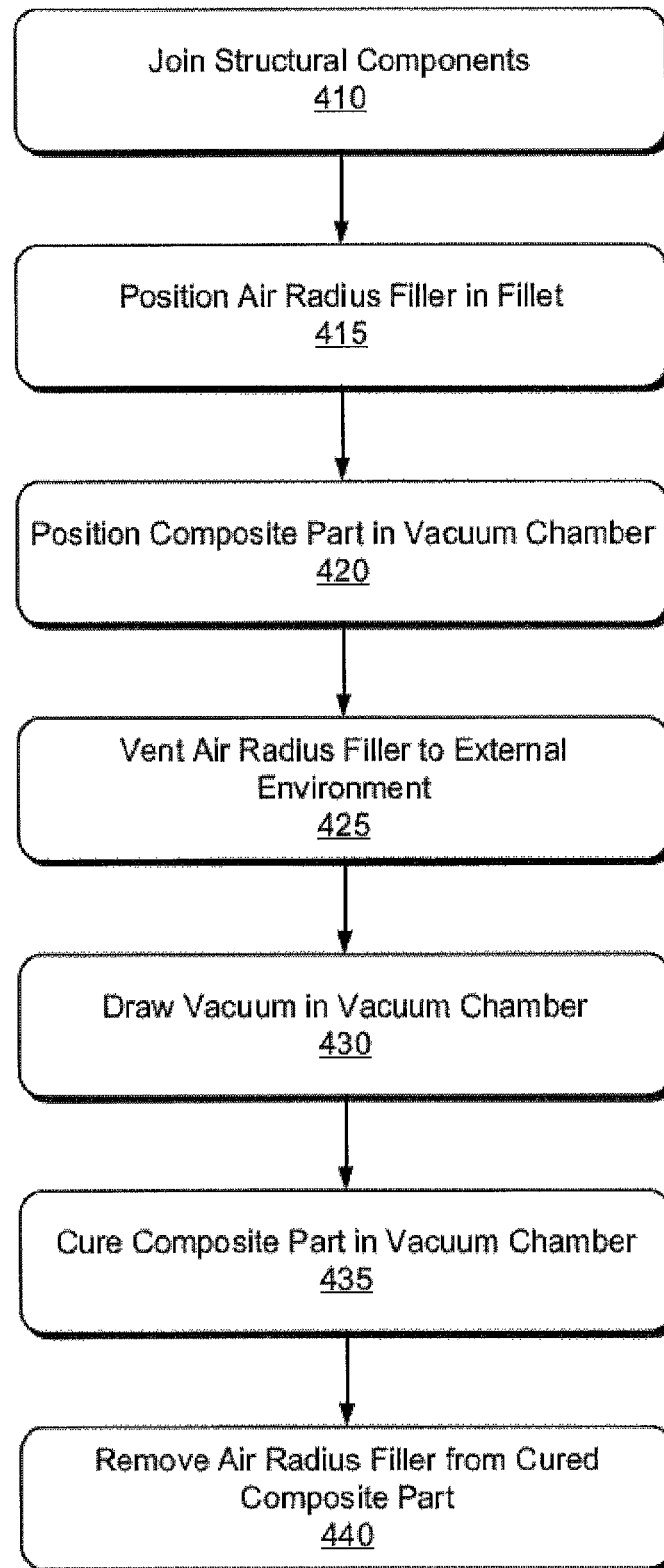 Join Structural Components
410
Position Air Radius Filler in Fillet
415
Position Composite Part in Vacuum Chamber
420
Vent Air Radius Filler to External
Environment
425
Draw Vacuum in Vacuum Chamber
430
Cure Composite Part in Vacuum Chamber
435
Remove Air Radius Filler from Cured
Composite Part
440